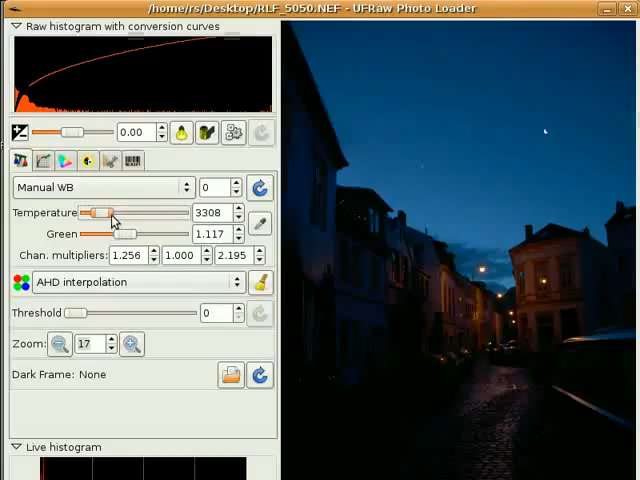 /home/rs/Desktop/RLF_5050.NEF - UFRaw Photo Loader
Raw histogram with conversion curves
0.00
Manual WB 0
Temperature 3308
Green 1.117
Chan. multipliers: 1.256 1.000 2.195
AHD interpolation
Threshold 0
Zoom: 17
Dark Frame: None
Live histogram